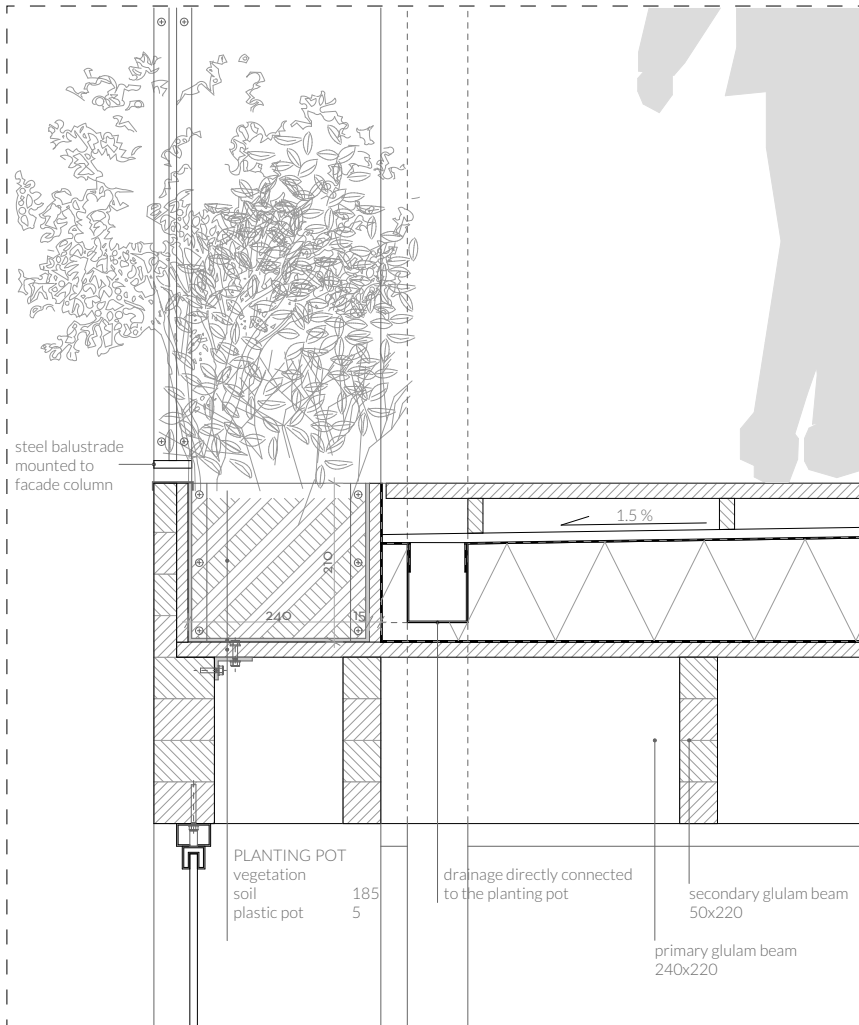 steel balustrade
mounted to
facade column
1.5 %
210
240
15
PLANTING POT
vegetation
soil 185
plastic pot 5
drainage directly connected
to the planting pot
secondary glulam beam
50x220
primary glulam beam
240x220